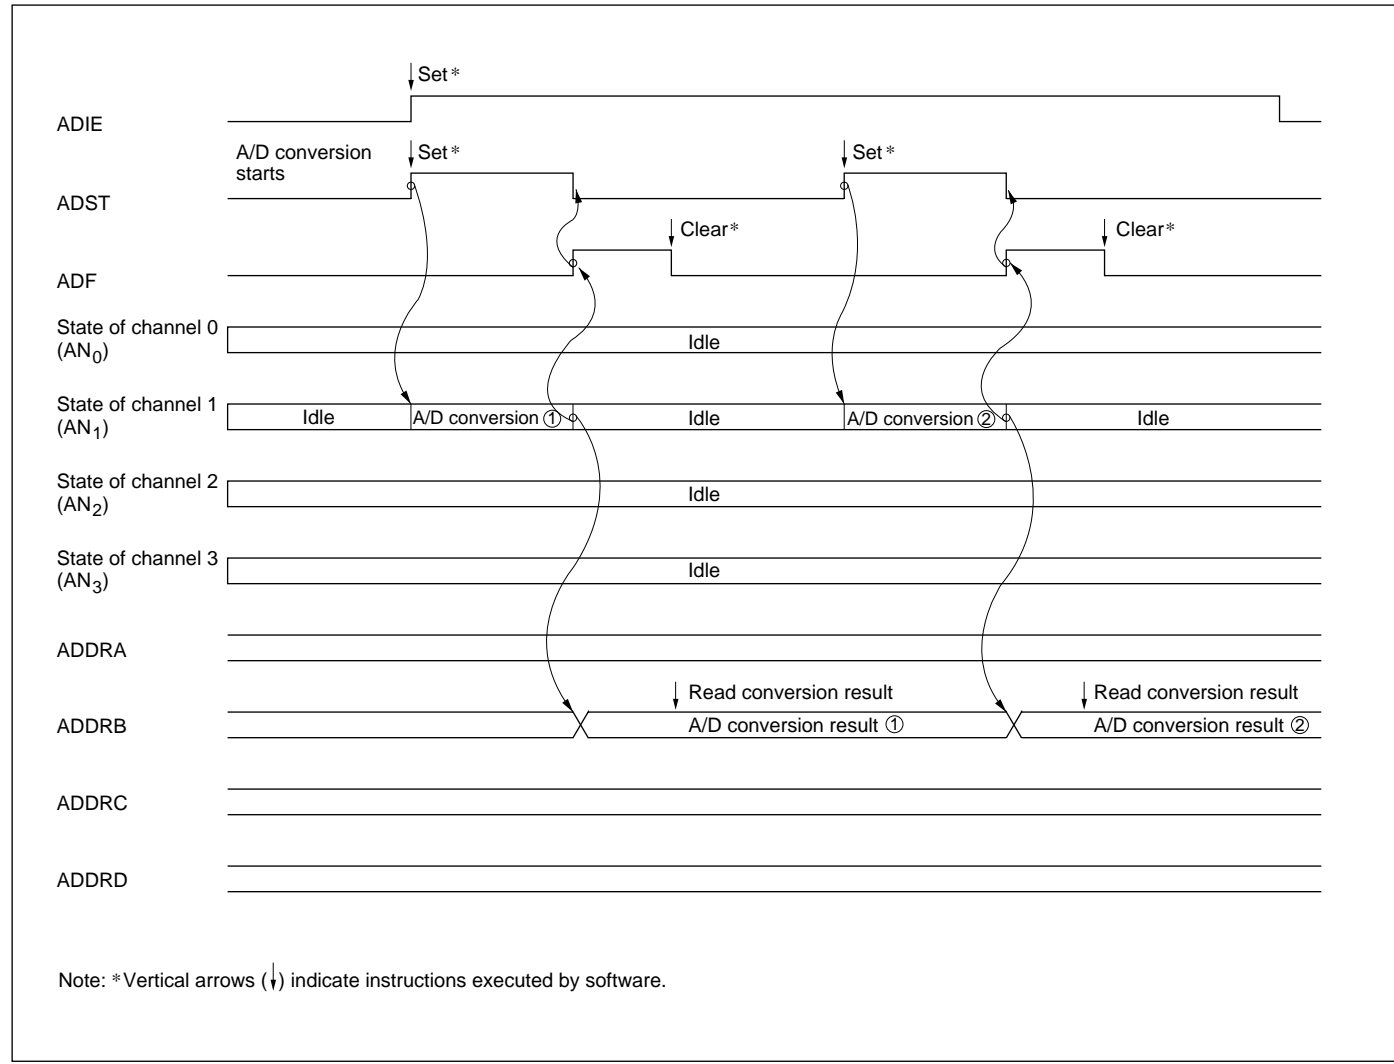 Set*
ADIE
A/D conversion starts
Set*
Set*
ADST
Clear*
Clear*
ADF
State of channel 0 (AN0)
Idle
State of channel 1 (AN1)
Idle
A/D conversion ①
Idle
A/D conversion ②
Idle
State of channel 2 (AN2)
Idle
State of channel 3 (AN3)
Idle
ADDRA
Read conversion result
Read conversion result
ADDRB
A/D conversion result ①
A/D conversion result ②
ADDRC
ADDRD
Note: *Vertical arrows (↓) indicate instructions executed by software.